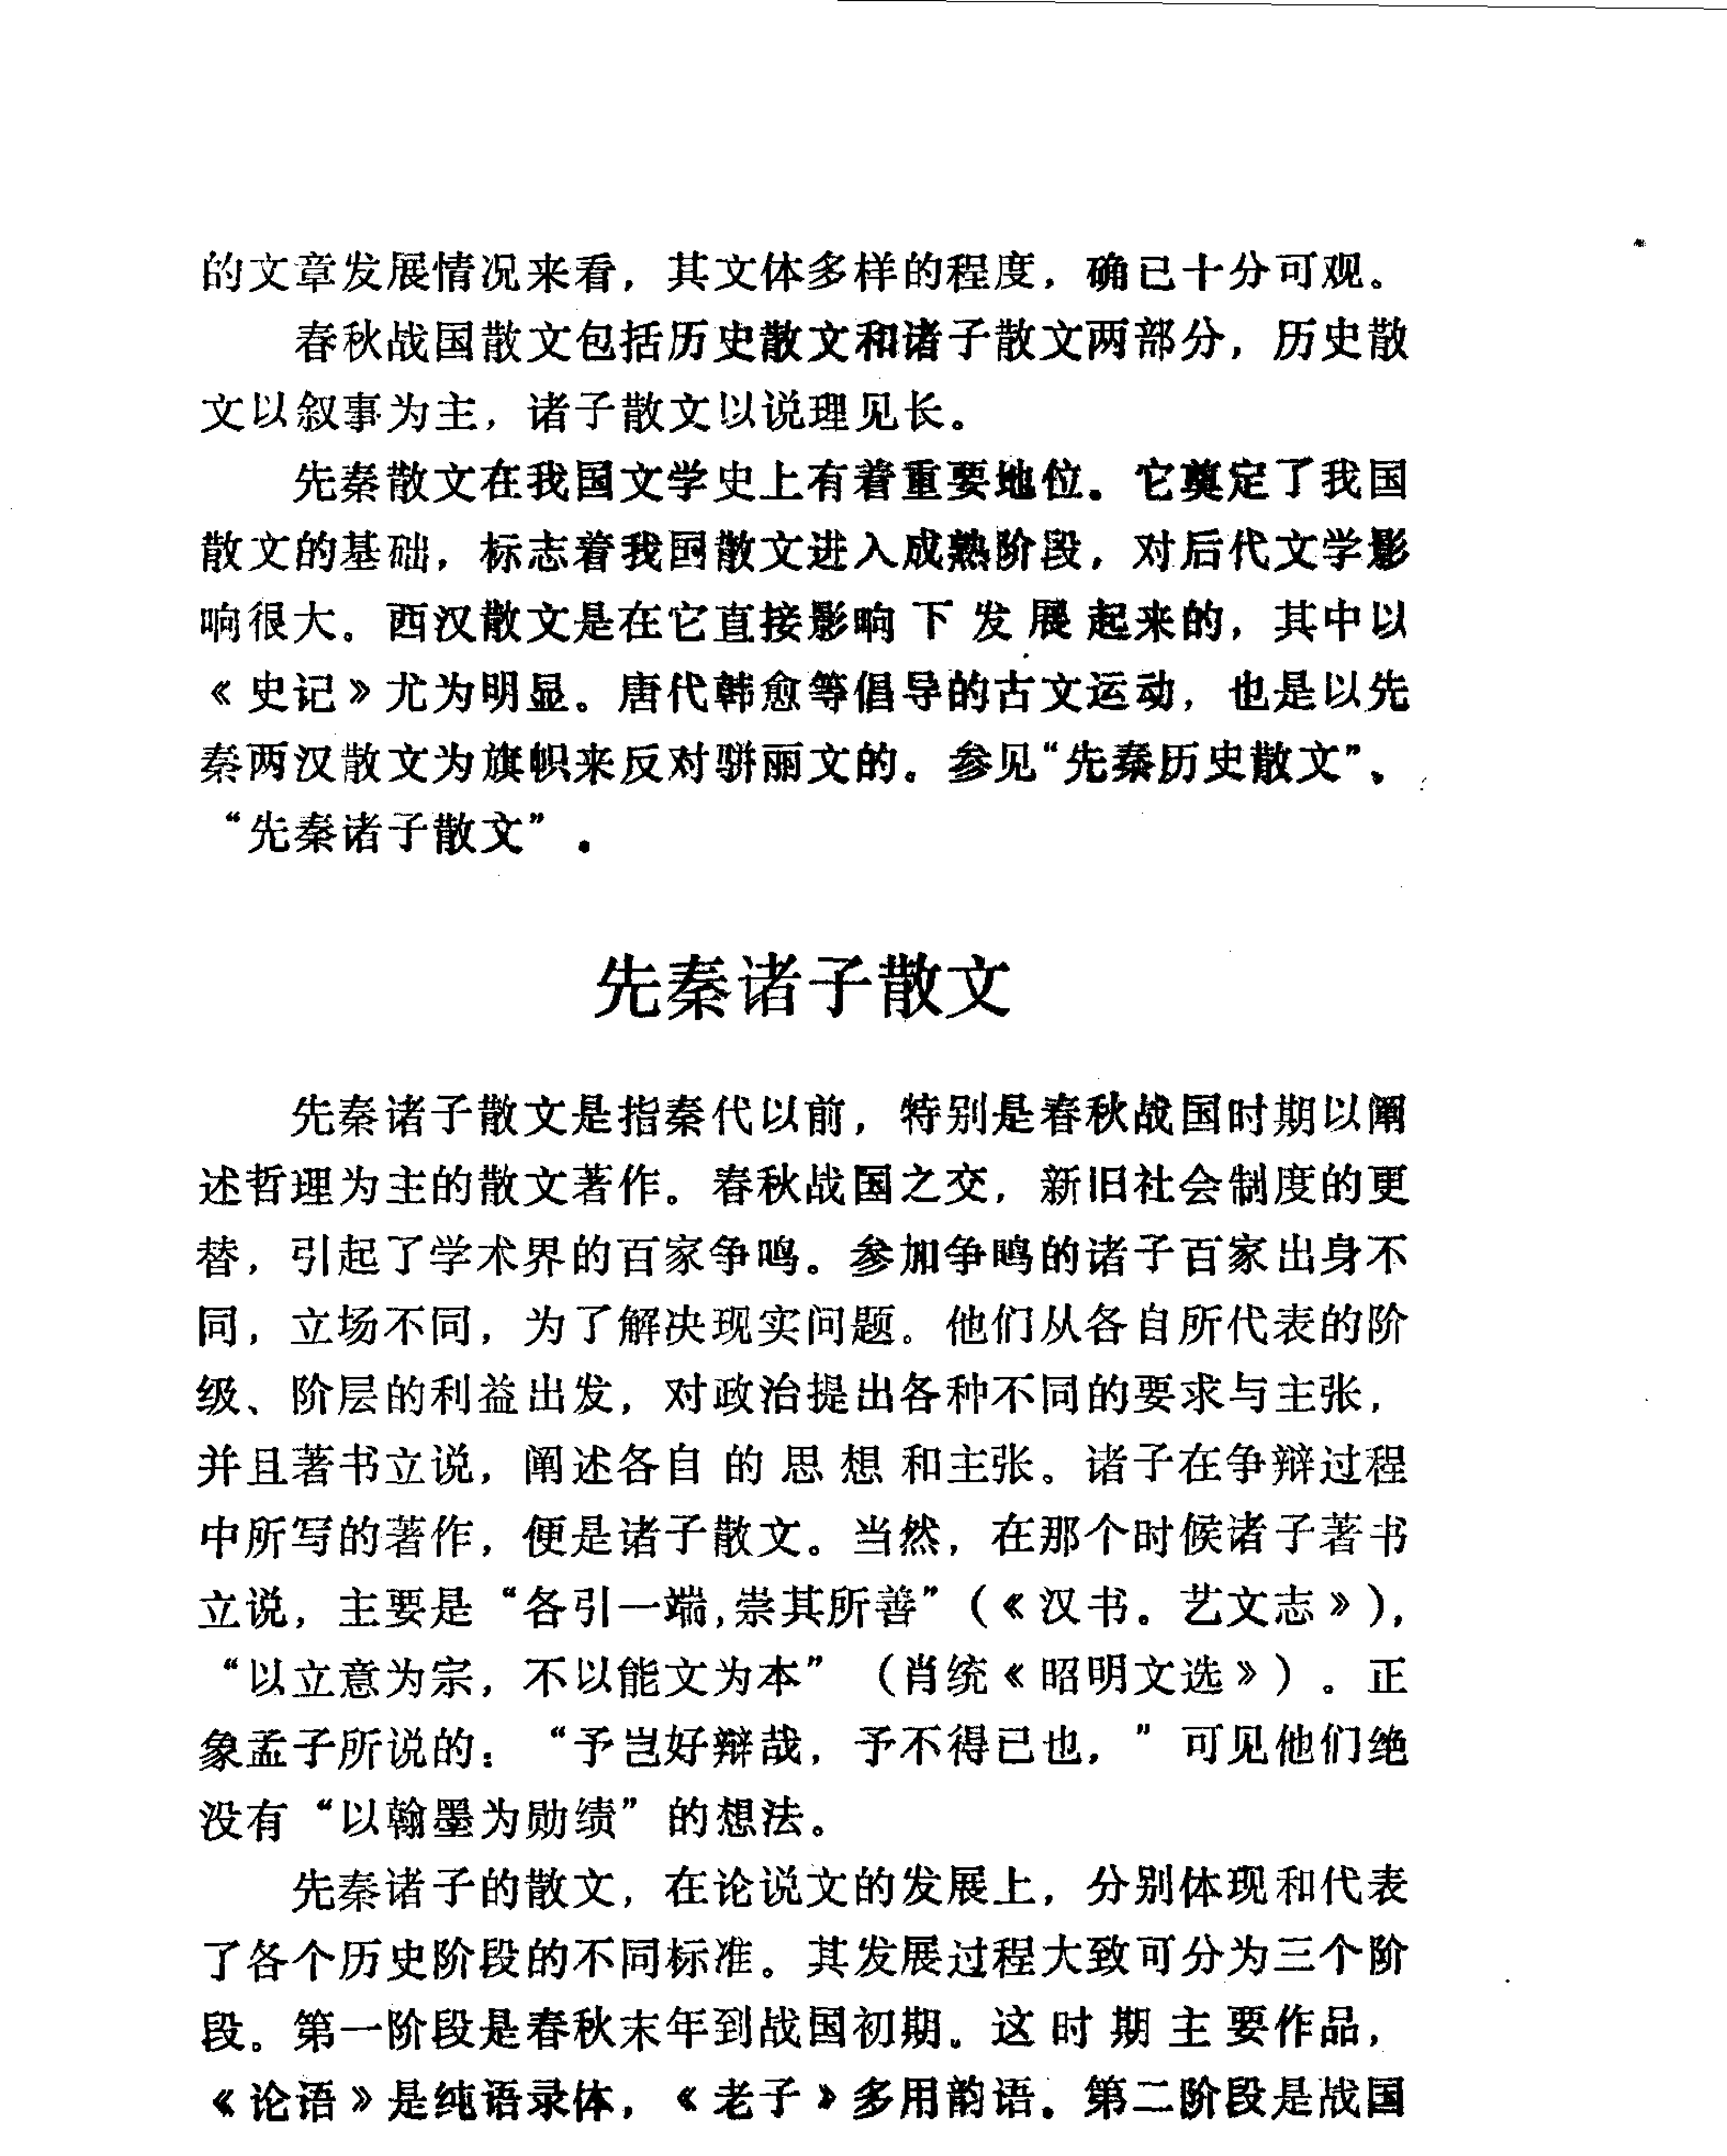 的文章发展情况来看，其文体多样的程度，确已十分可观。
春秋战国散文包括历史散文和诸子散文两部分，历史散
文以叙事为主，诸子散文以说理见长。
先秦散文在我国文学史上有着重要地位。它奠定了我国
散文的基础，标志着我国散文进入成熟阶段，对后代文学影
响很大。西汉散文是在它直接影响下发展起来的，其中以
《史记》尤为明显。唐代韩愈等倡导的古文运动，也是以先
秦两汉散文为旗帜来反对骈丽文的。参见“先秦历史散文”、
“先秦诸子散文”。
先秦诸子散文
先秦诸子散文是指秦代以前，特别是春秋战国时期以阐
述哲理为主的散文著作。春秋战国之交，新旧社会制度的更
替，引起了学术界的百家争鸣。参加争鸣的诸子百家出身不
同，立场不同，为了解决现实问题。他们从各自所代表的阶
级、阶层的利益出发，对政治提出各种不同的要求与主张，
并且著书立说，阐述各自的思想和主张。诸子在争辩过程
中所写的著作，便是诸子散文。当然，在那个时候诸子著书
立说，主要是“各引一端，崇其所善”（《汉书。艺文志》），
“以立意为宗，不以能文为本”（肖统《昭明文选》）。正
象孟子所说的：“予岂好辩哉，予不得已也，”可见他们绝
没有“以翰墨为勋绩”的想法。
先秦诸子的散文，在论说文的发展上，分别体现和代表
了各个历史阶段的不同标准。其发展过程大致可分为三个阶
段。第一阶段是春秋末年到战国初期。这时期主要作品，
《论语》是纯语录体，《老子》多用韵语。第二阶段是战国